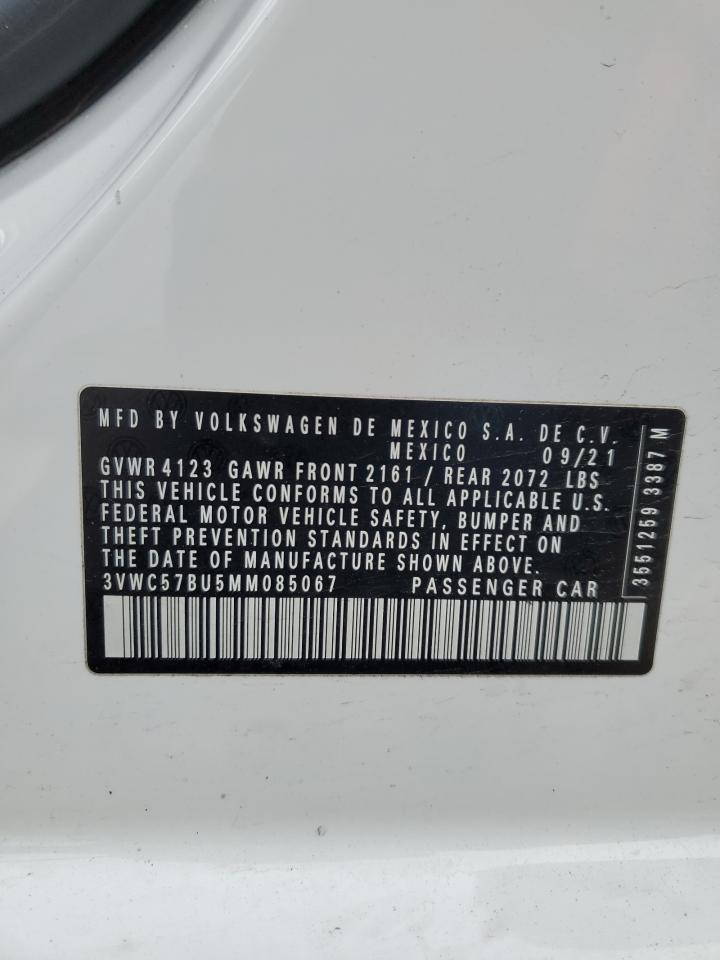 MFD BY VOLKSWAGEN DE MEXICO S.A. DE C.V.
MEXICO 09/21
GVWR 4123 GAWR FRONT 2161 / REAR 2072 LBS
THIS VEHICLE CONFORMS TO ALL APPLICABLE U.S.
FEDERAL MOTOR VEHICLE SAFETY, BUMPER AND
THEFT PREVENTION STANDARDS IN EFFECT ON
THE DATE OF MANUFACTURE SHOWN ABOVE.
3VWC57BU5MM085067 PASSENGER CAR
3551259 3387 M